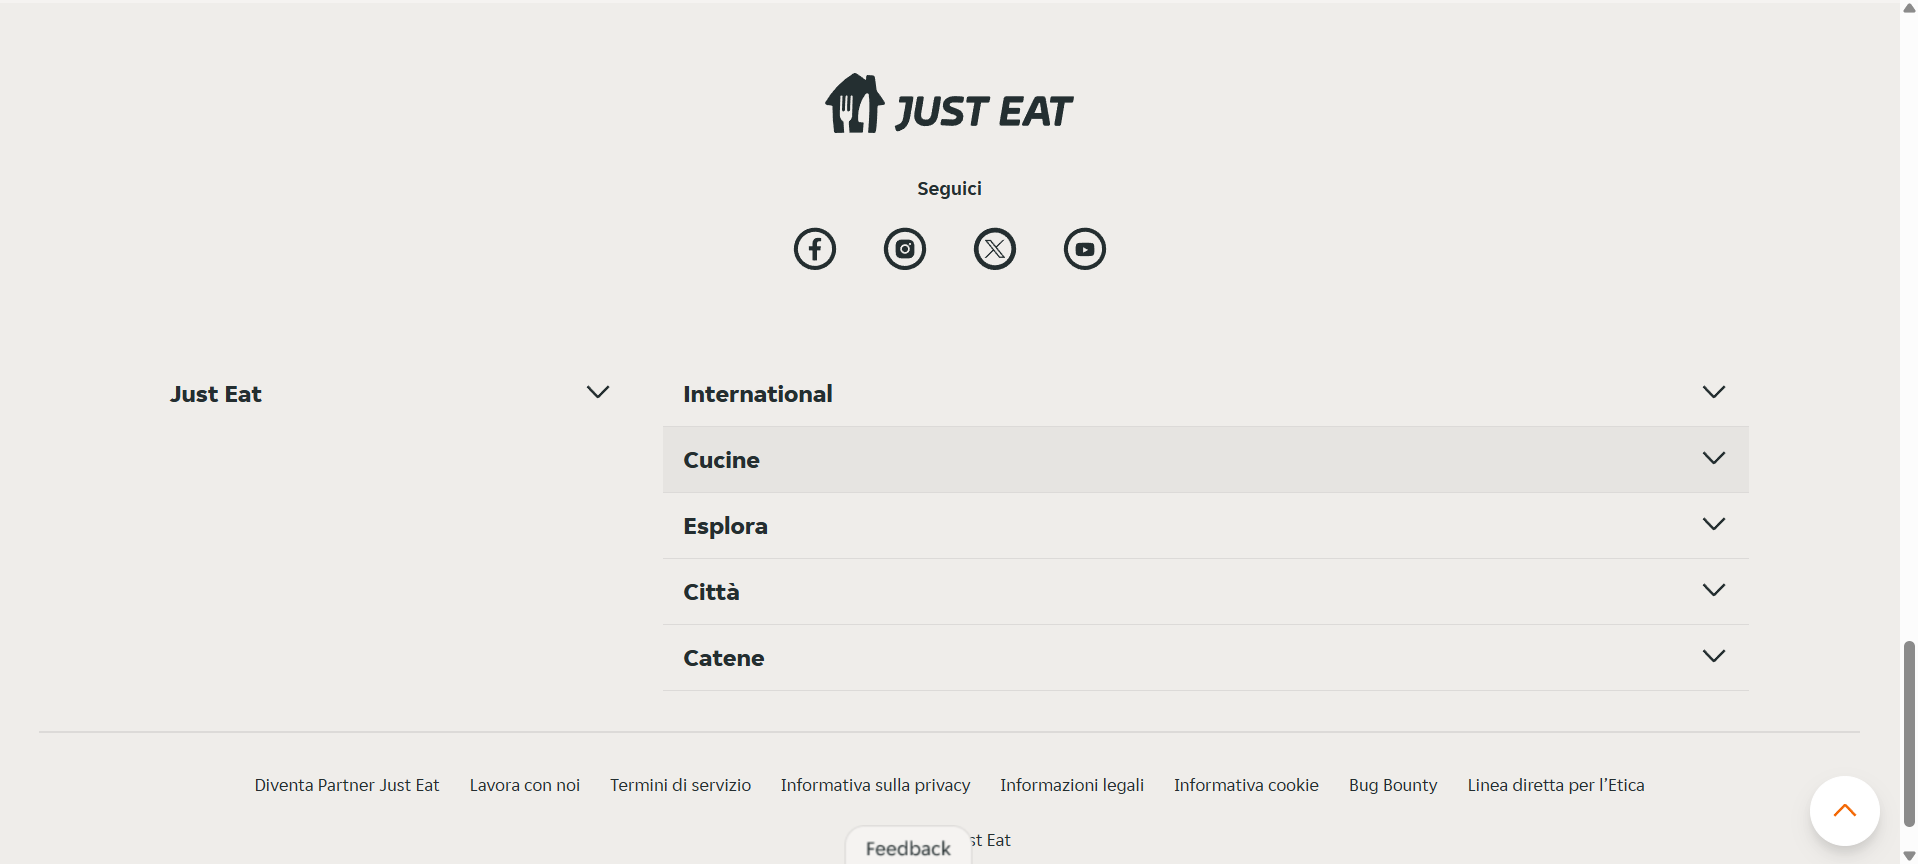 JUST EAT
Seguici
Just Eat
International
Cucine
Esplora
Città
Catene
Diventa Partner Just Eat Lavora con noi Termini di servizio Informativa sulla privacy Informazioni legali Informativa cookie Bug Bounty Linea diretta per l’Etica
Eat
Feedback